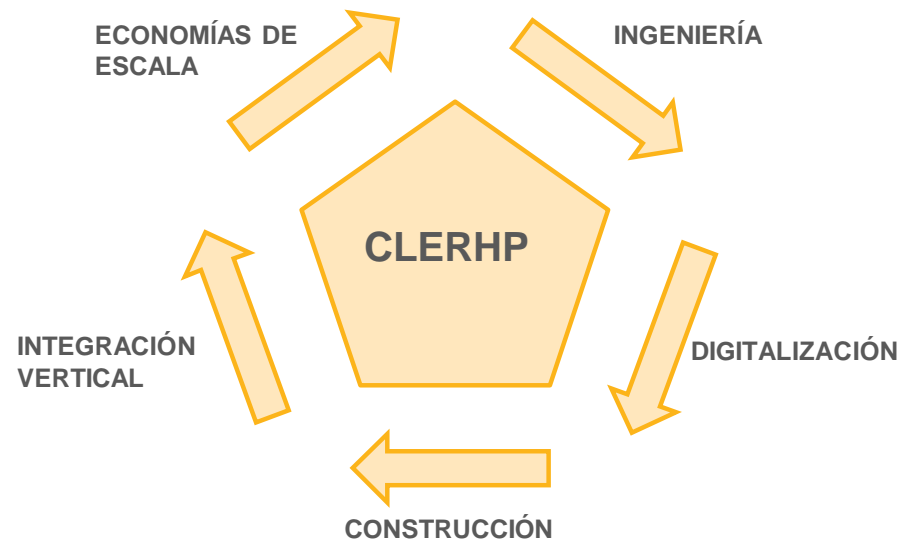 ECONOMÍAS DE
ESCALA
INGENIERÍA
CLERHP
INTEGRACIÓN
VERTICAL
DIGITALIZACIÓN
CONSTRUCCIÓN